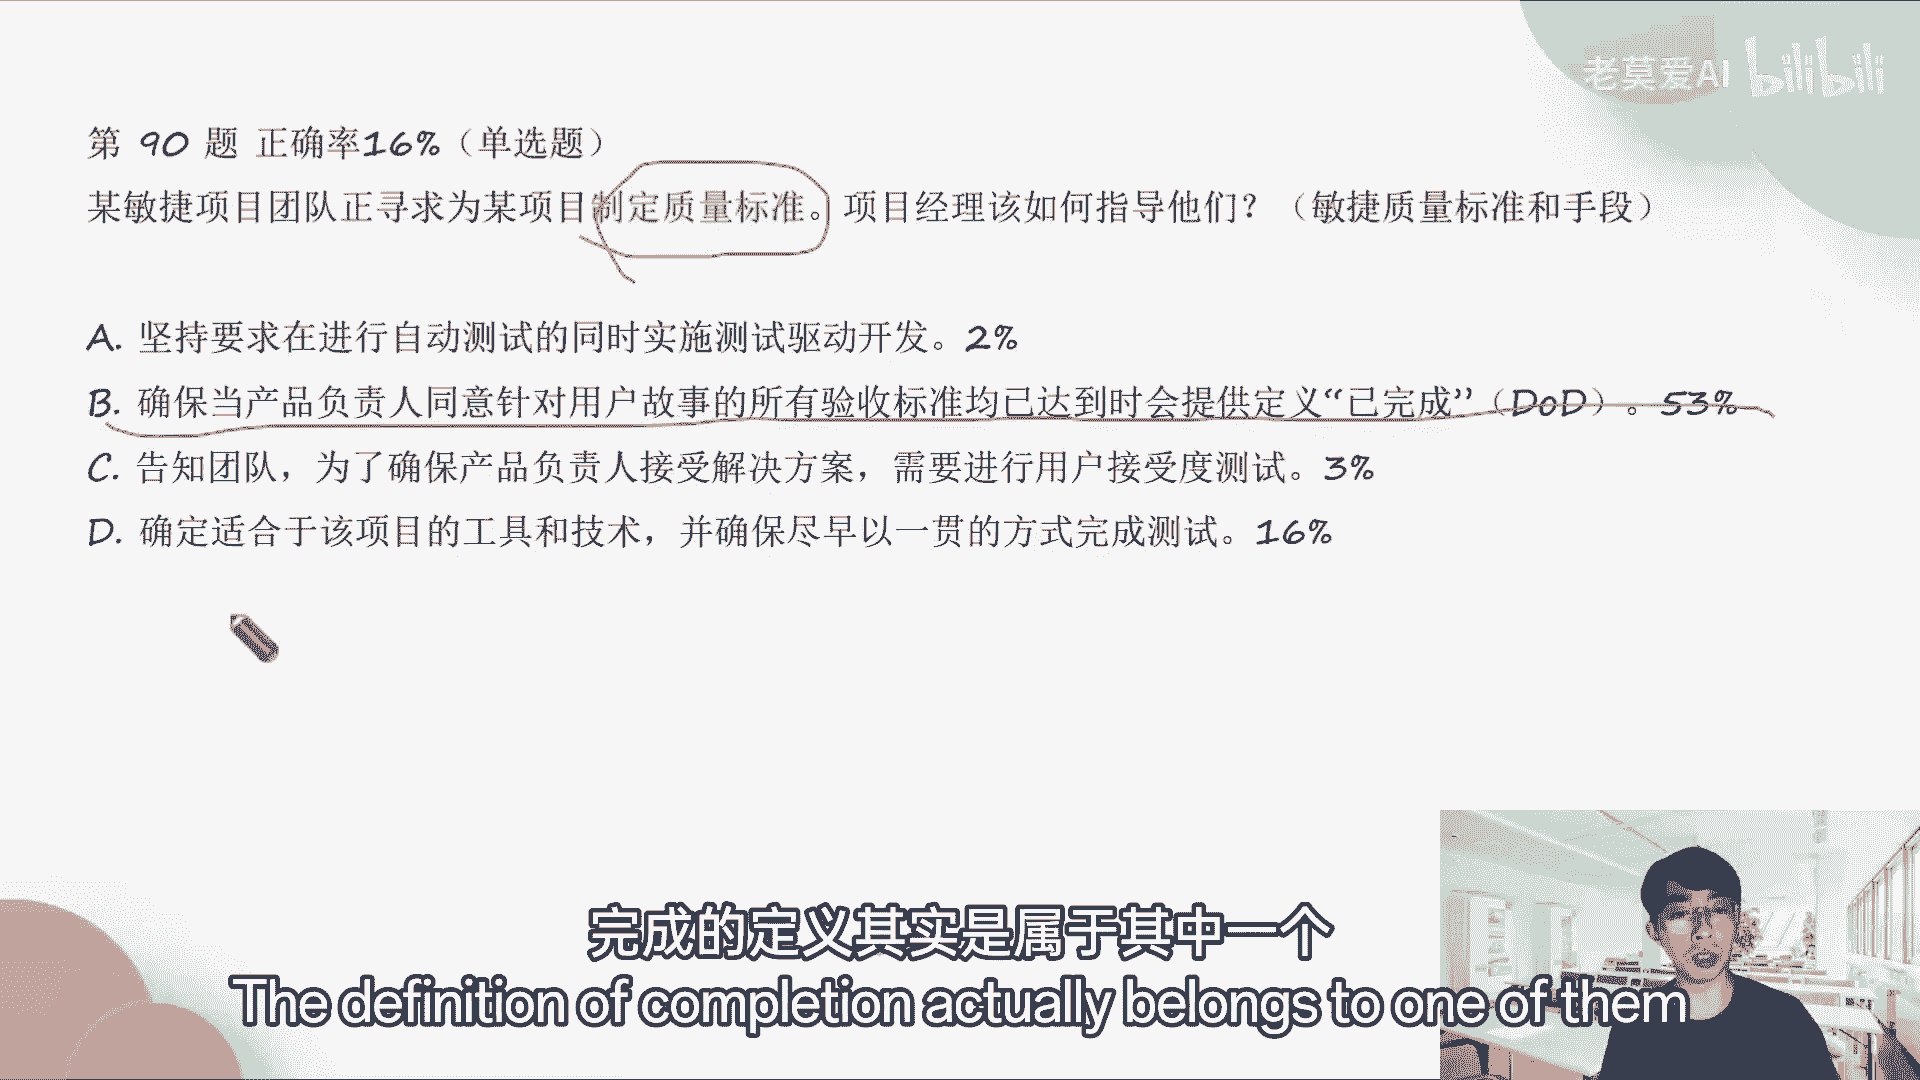 老莫爱AI bilibili
第 90 题 正确率16%（单选题）
某敏捷项目团队正寻求为某项目制定质量标准。项目经理该如何指导他们？（敏捷质量标准和手段）
A. 坚持要求在进行自动测试的同时实施测试驱动开发。2%
B. 确保当产品负责人同意针对用户故事的所有验收标准均已达到时会提供定义“已完成”（DoD）。53%
C. 告知团队，为了确保产品负责人接受解决方案，需要进行用户接受度测试。3%
D. 确定适合于该项目的工具和技术，并确保尽早以一贯的方式完成测试。16%
完成的定义其实是属于其中一个
The definition of completion actually belongs to one of them